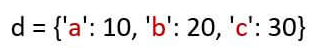 d = {'a': 10, 'b': 20, 'c': 30}